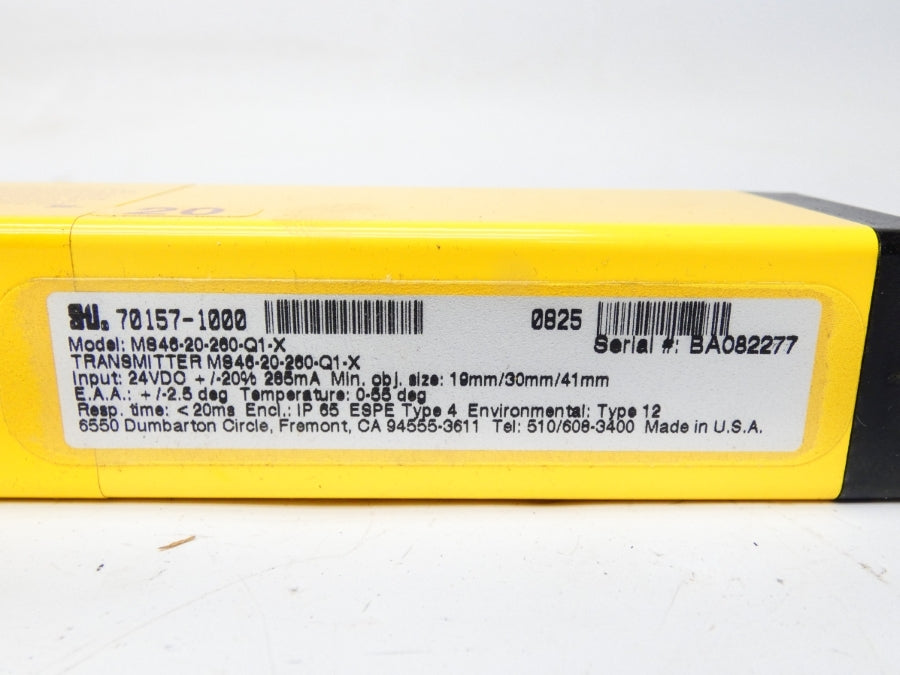 20
STI. 70157-1000 0825
Serial #: BA082277
Model: MS46-20-260-Q1-X
TRANSMITTER MS46-20-260-Q1-X
Input: 24VDC +/-20% 265mA Min. obj. size: 19mm/30mm/41mm
E.A.A.: +/-2.5 deg Temperature: 0-55 deg
Resp. time: <20ms Encl.: IP 65 ESPE Type 4 Environmental: Type 12
6550 Dumbarton Circle, Fremont, CA 94555-3611 Tel: 510/608-3400 Made in U.S.A.